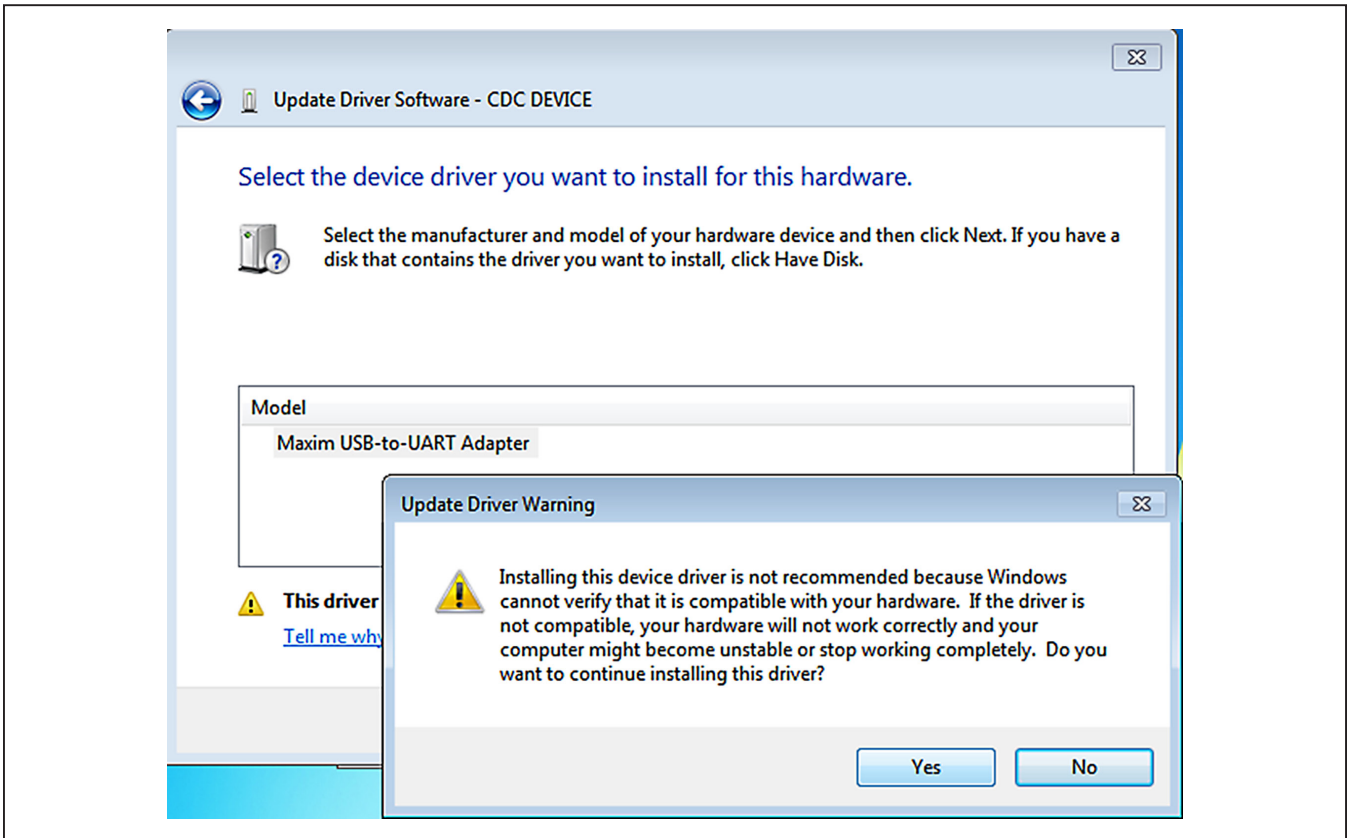 Update Driver Software - CDC DEVICE
Select the device driver you want to install for this hardware.
Select the manufacturer and model of your hardware device and then click Next. If you have a
disk that contains the driver you want to install, click Have Disk.
Model
Maxim USB-to-UART Adapter
Update Driver Warning
Installing this device driver is not recommended because Windows
cannot verify that it is compatible with your hardware.  If the driver is
not compatible, your hardware will not work correctly and your
computer might become unstable or stop working completely.  Do you
want to continue installing this driver?
This driver
Tell me why
Yes
No